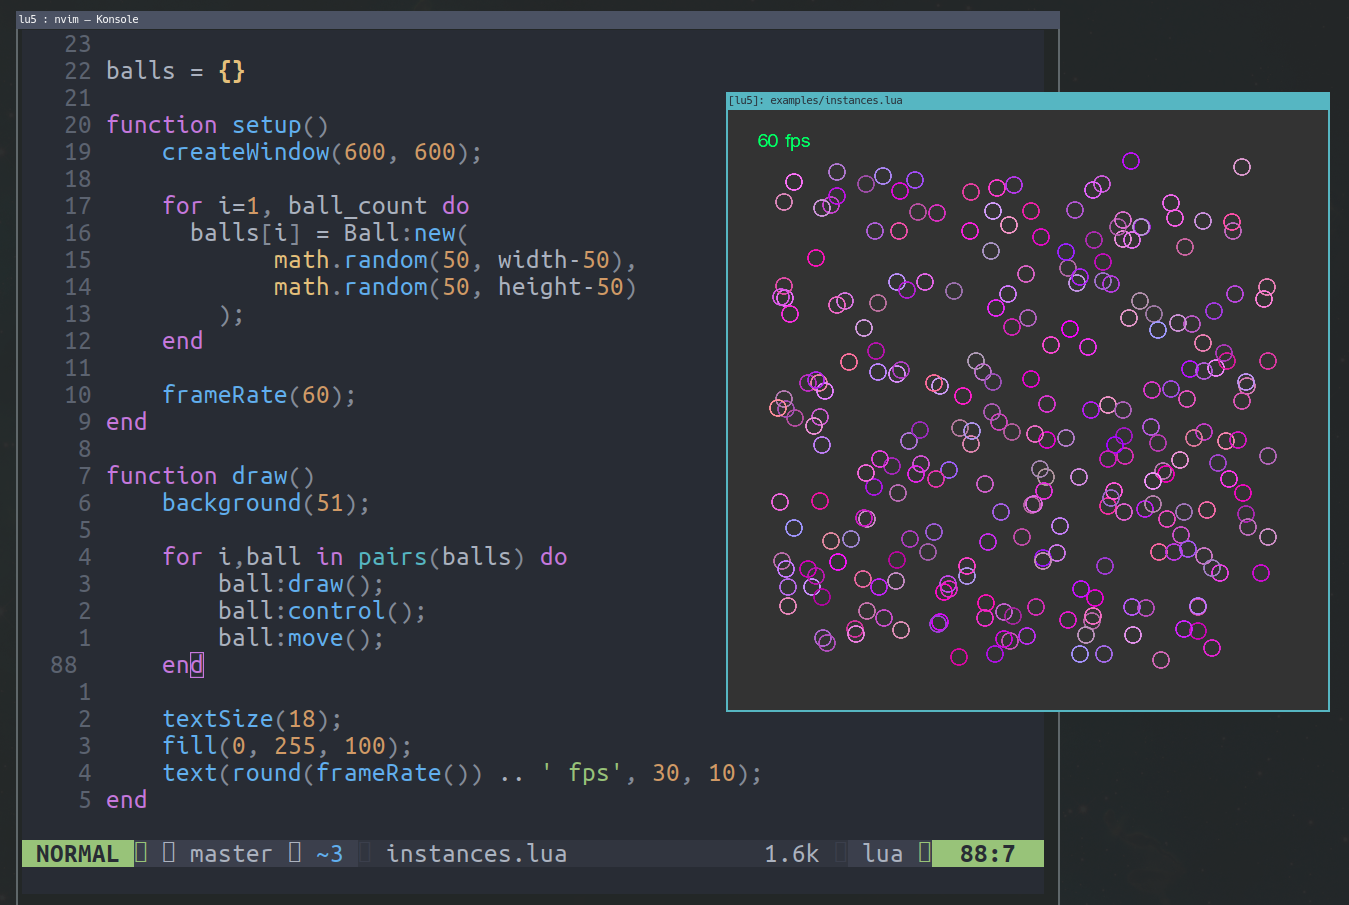 lu5 : nvim — Konsole
23
22 balls = {}
21
20 function setup()
19     createWindow(600, 600);
18
17     for i=1, ball_count do
16       balls[i] = Ball:new(
15             math.random(50, width-50),
14             math.random(50, height-50)
13         );
12     end
11
10     frameRate(60);
9 end
8
7 function draw()
6     background(51);
5
4     for i,ball in pairs(balls) do
3         ball:draw();
2         ball:control();
1         ball:move();
88     end
1
2     textSize(18);
3     fill(0, 255, 100);
4     text(round(frameRate()) .. ' fps', 30, 10);
5 end
NORMAL master ~3 instances.lua 1.6k lua 88:7
[lu5]: examples/instances.lua
60 fps